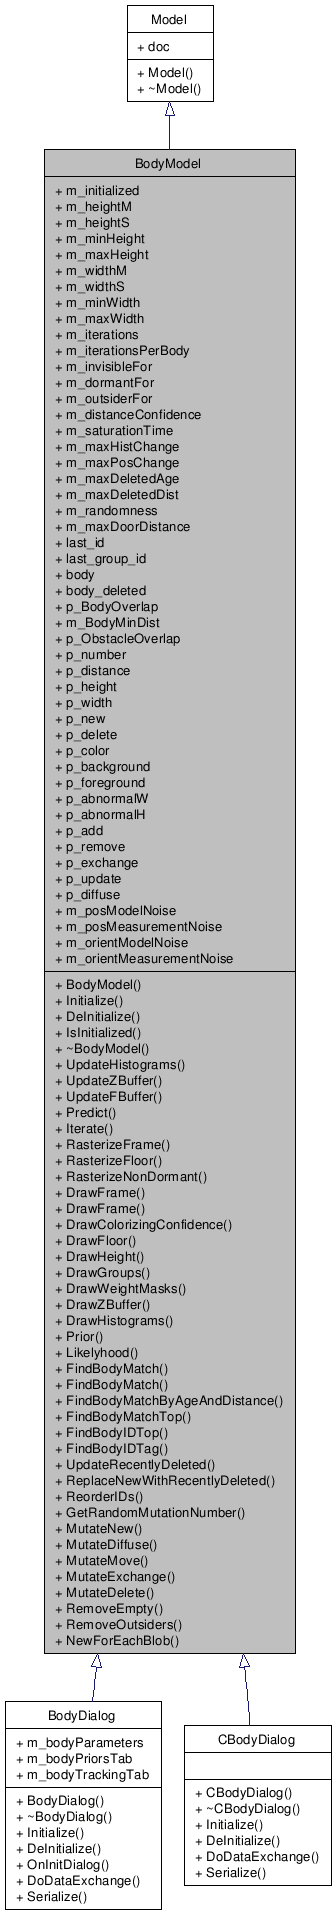 Model
+ doc
+ Model()
+ ~Model()
BodyModel
+ m_initialized
+ m_heightM
+ m_heightS
+ m_minHeight
+ m_maxHeight
+ m_widthM
+ m_widthS
+ m_minWidth
+ m_maxWidth
+ m_iterations
+ m_iterationsPerBody
+ m_invisibleFor
+ m_dormantFor
+ m_outsiderFor
+ m_distanceConfidence
+ m_saturationTime
+ m_maxHistChange
+ m_maxPosChange
+ m_maxDeletedAge
+ m_maxDeletedDist
+ m_randomness
+ m_maxDoorDistance
+ last_id
+ last_group_id
+ body
+ body_deleted
+ p_BodyOverlap
+ m_BodyMinDist
+ p_ObstacleOverlap
+ p_number
+ p_distance
+ p_height
+ p_width
+ p_new
+ p_delete
+ p_color
+ p_background
+ p_foreground
+ p_abnormalW
+ p_abnormalH
+ p_add
+ p_remove
+ p_exchange
+ p_update
+ p_diffuse
+ m_posModelNoise
+ m_posMeasurementNoise
+ m_orientModelNoise
+ m_orientMeasurementNoise
+ BodyModel()
+ Initialize()
+ DeInitialize()
+ IsInitialized()
+ ~BodyModel()
+ UpdateHistograms()
+ UpdateZBuffer()
+ UpdateFBuffer()
+ Predict()
+ Iterate()
+ RasterizeFrame()
+ RasterizeFloor()
+ RasterizeNonDormant()
+ DrawFrame()
+ DrawFrame()
+ DrawColorizingConfidence()
+ DrawFloor()
+ DrawHeight()
+ DrawGroups()
+ DrawWeightMasks()
+ DrawZBuffer()
+ DrawHistograms()
+ Prior()
+ Likelyhood()
+ FindBodyMatch()
+ FindBodyMatch()
+ FindBodyMatchByAgeAndDistance()
+ FindBodyMatchTop()
+ FindBodyIDTop()
+ FindBodyIDTag()
+ UpdateRecentlyDeleted()
+ ReplaceNewWithRecentlyDeleted()
+ ReorderIDs()
+ GetRandomMutationNumber()
+ MutateNew()
+ MutateDiffuse()
+ MutateMove()
+ MutateExchange()
+ MutateDelete()
+ RemoveEmpty()
+ RemoveOutsiders()
+ NewForEachBlob()
BodyDialog
+ m_bodyParameters
+ m_bodyPriorsTab
+ m_bodyTrackingTab
+ BodyDialog()
+ ~BodyDialog()
+ Initialize()
+ DeInitialize()
+ OnInitDialog()
+ DoDataExchange()
+ Serialize()
CBodyDialog
+ CBodyDialog()
+ ~CBodyDialog()
+ Initialize()
+ DeInitialize()
+ DoDataExchange()
+ Serialize()